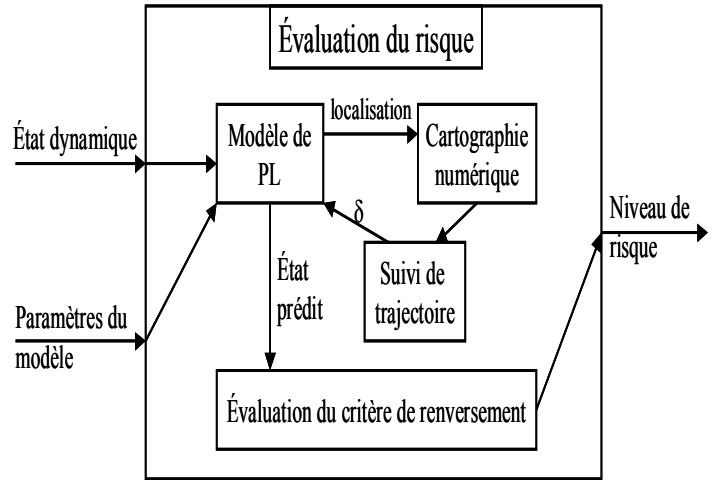 Évaluation du risque
État dynamique
Modèle de
PL
localisation
Cartographie
numérique
δ
Suivi de
trajectoire
État
prédit
Paramètres du
modèle
Niveau de
risque
Évaluation du critère de renversement